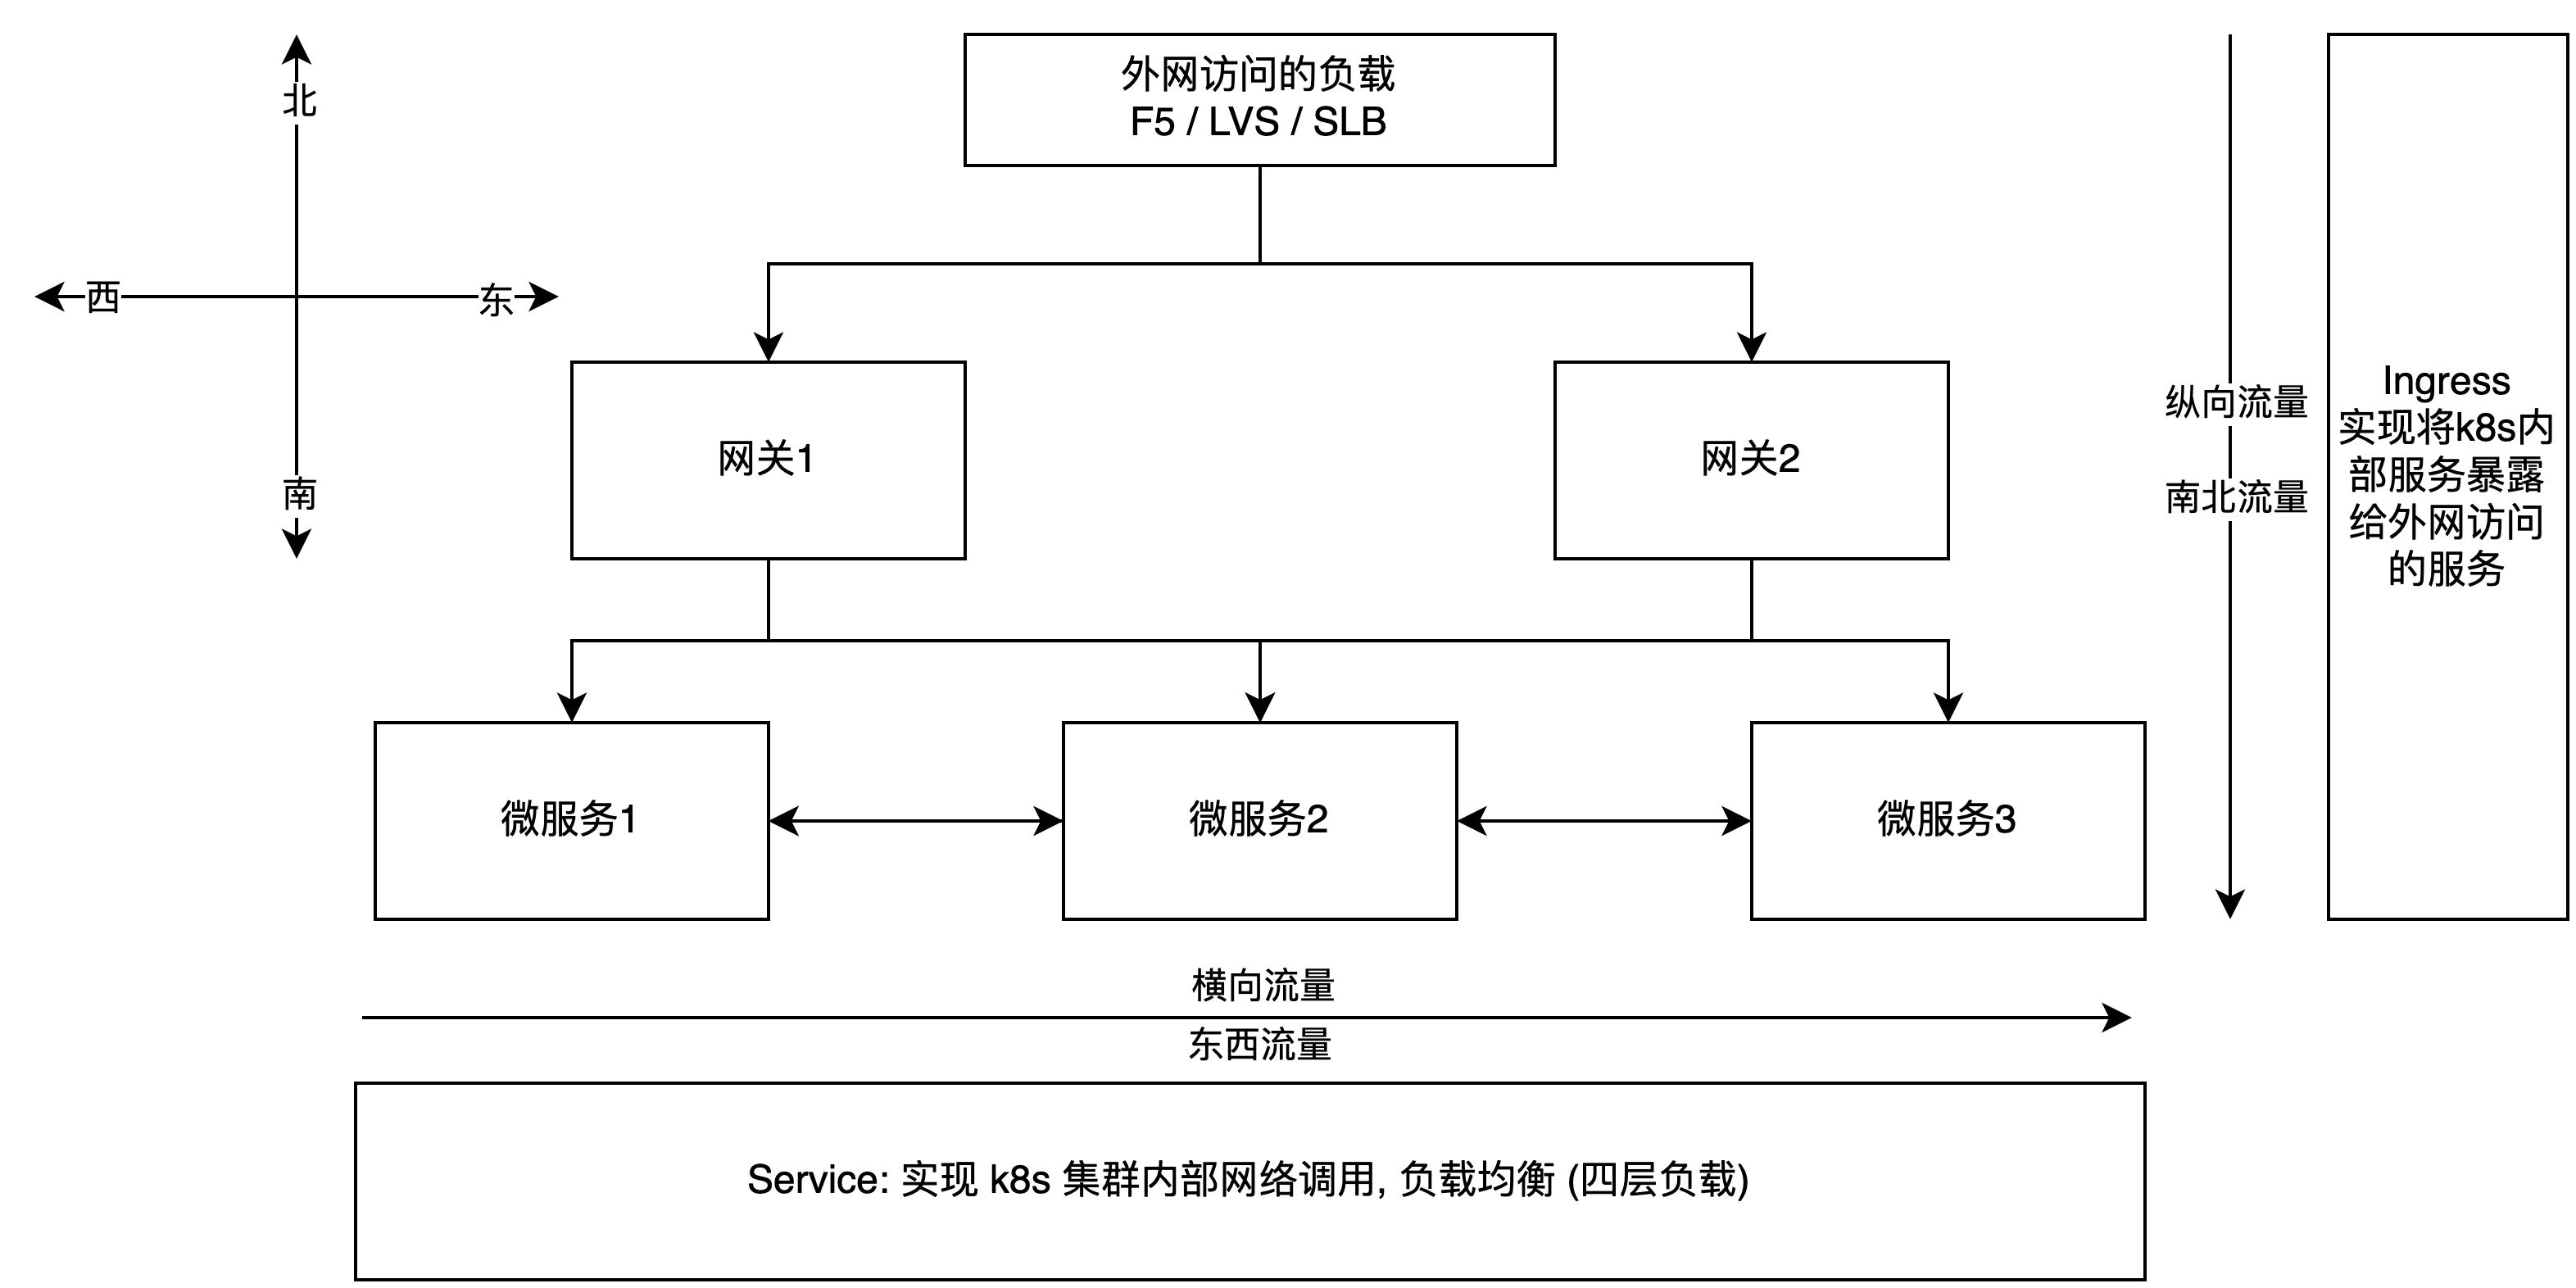 外网访问的负载
F5 / LVS / SLB
北
西
东
南
网关1
网关2
纵向流量
南北流量
Ingress
实现将k8s内
部服务暴露
给外网访问
的服务
微服务1
微服务2
微服务3
横向流量
东西流量
Service: 实现 k8s 集群内部网络调用, 负载均衡 (四层负载)